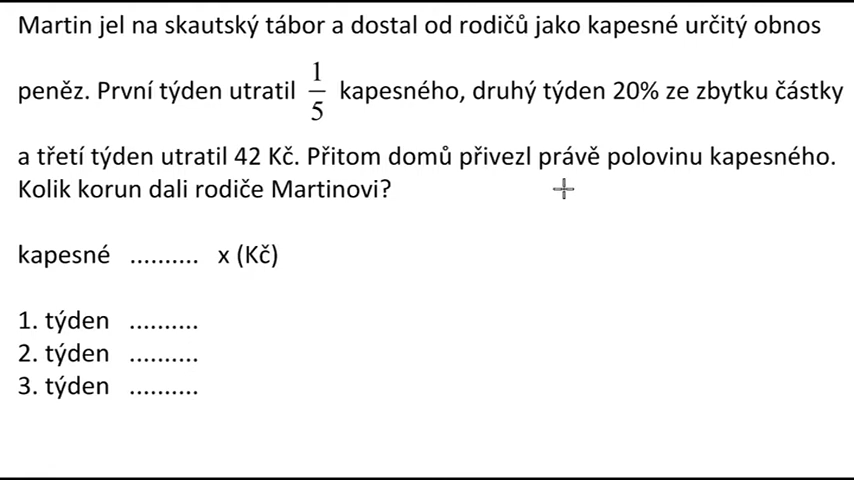 Martin jel na skautský tábor a dostal od rodičů jako kapesné určitý obnos
peněz. První týden utratil 1/5 kapesného, druhý týden 20% ze zbytku částky
a třetí týden utratil 42 Kč. Přitom domů přivezl právě polovinu kapesného.
Kolik korun dali rodiče Martinovi?
kapesné .......... x (Kč)
1. týden ..........
2. týden ..........
3. týden ..........